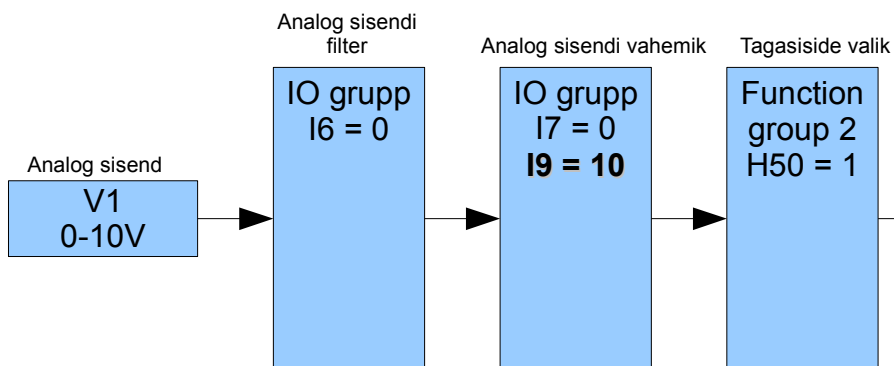 Analog sisend
V1
0-10V
Analog sisendi
filter
IO grupp
I6 = 0
Analog sisendi vahemik
IO grupp
I7 = 0
I9 = 10
Tagasiside valik
Function
group 2
H50 = 1